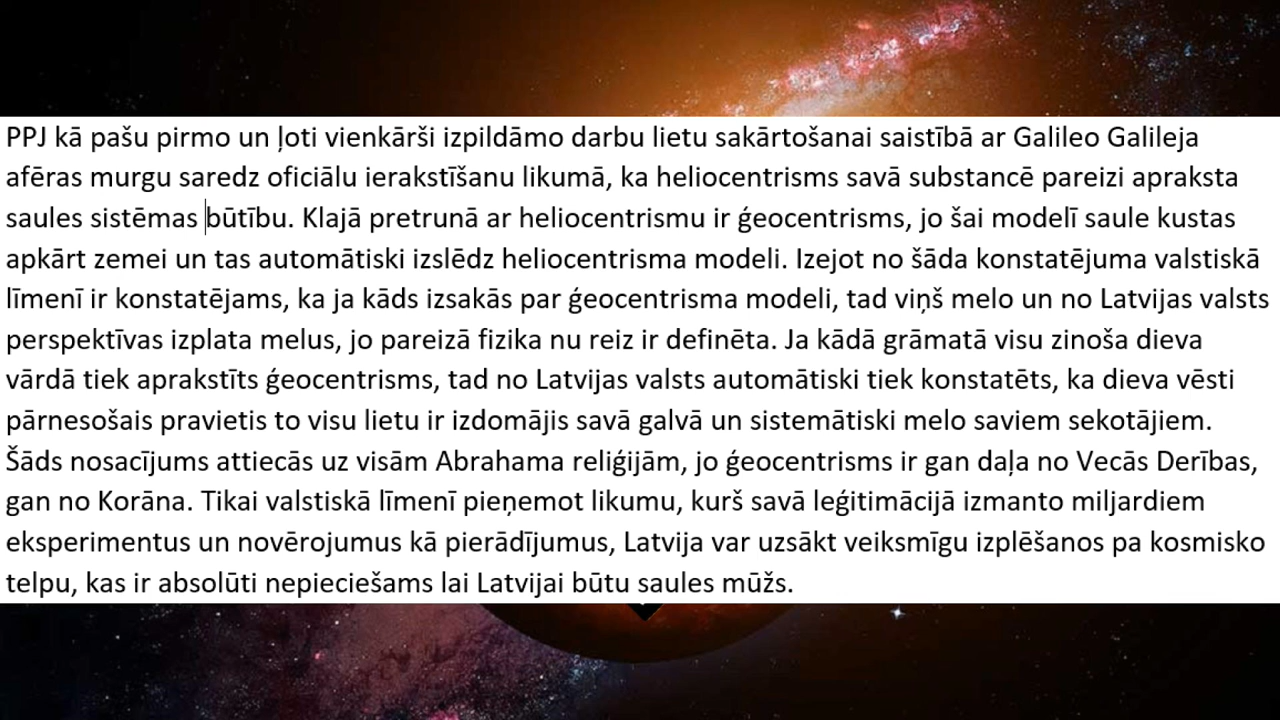 PPJ kā pašu pirmo un ļoti vienkārši izpildāmo darbu lietu sakārtošanai saistībā ar Galileo Galileja
afēras murgu saredz oficiālu ierakstīšanu likumā, ka heliocentrisms savā substancē pareizi apraksta
saules sistēmas būtību. Klajā pretrunā ar heliocentrismu ir ģeocentrisms, jo šai modelī saule kustas
apkārt zemei un tas automātiski izslēdz heliocentrisma modeli. Izejot no šāda konstatējuma valstiskā
līmenī ir konstatējams, ka ja kāds izsakās par ģeocentrisma modeli, tad viņš melo un no Latvijas valsts
perspektīvas izplata melus, jo pareizā fizika nu reiz ir definēta. Ja kādā grāmatā visu zinoša dieva
vārdā tiek aprakstīts ģeocentrisms, tad no Latvijas valsts automātiski tiek konstatēts, ka dieva vēsti
pārnesošais pravietis to visu lietu ir izdomājis savā galvā un sistemātiski melo saviem sekotājiem.
Šāds nosacījums attiecās uz visām Abrahama reliģijām, jo ģeocentrisms ir gan daļa no Vecās Derības,
gan no Korāna. Tikai valstiskā līmenī pieņemot likumu, kurš savā leģitimācijā izmanto miljardiem
eksperimentus un novērojumus kā pierādījumus, Latvija var uzsākt veiksmīgu izplēšanos pa kosmisko
telpu, kas ir absolūti nepieciešams lai Latvijai būtu saules mūžs.